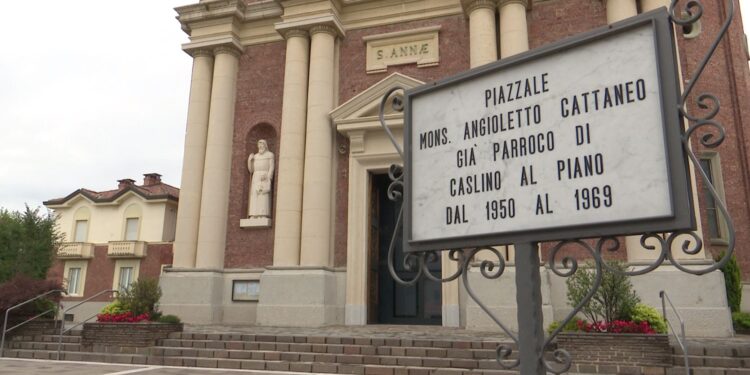 S. ANNÆ
PIAZZALE
MONS. ANGIOLETTO CATTANEO
GIÀ PARROCO DI
CASLINO AL PIANO
DAL 1950 AL 1969